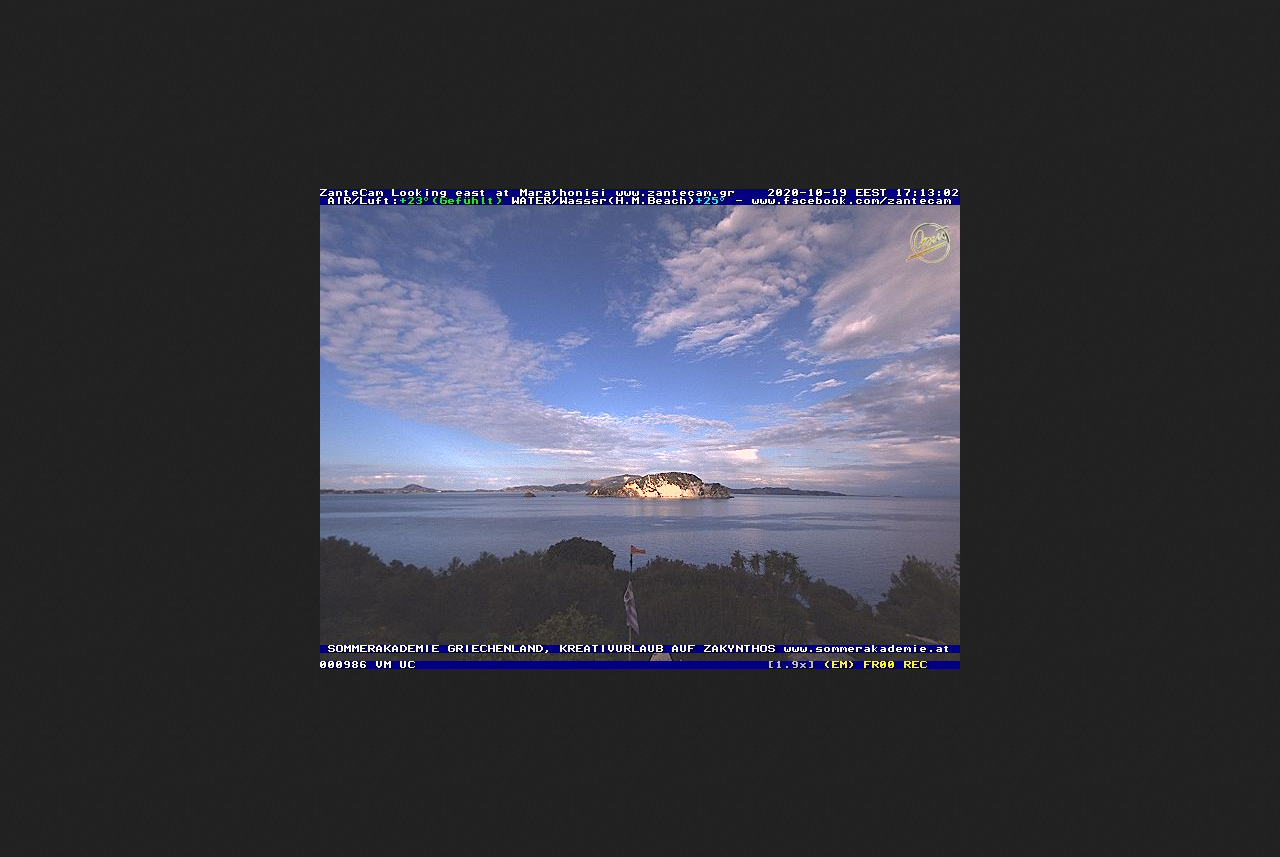 ZanteCam Looking east at Marathonisi www.zantecam.gr 2020-10-19 EEST 17:13:02
AIR/Luft:+23°(Gefühlt) WATER/Wasser(H.M.Beach)+25° - www.facebook.com/zantecam
SOMMERAKADEMIE GRIECHENLAND, KREATIVURLAUB AUF ZAKYNTHOS www.sommerakademie.at
000986 VM UC [1.9x] (EM) FR00 REC